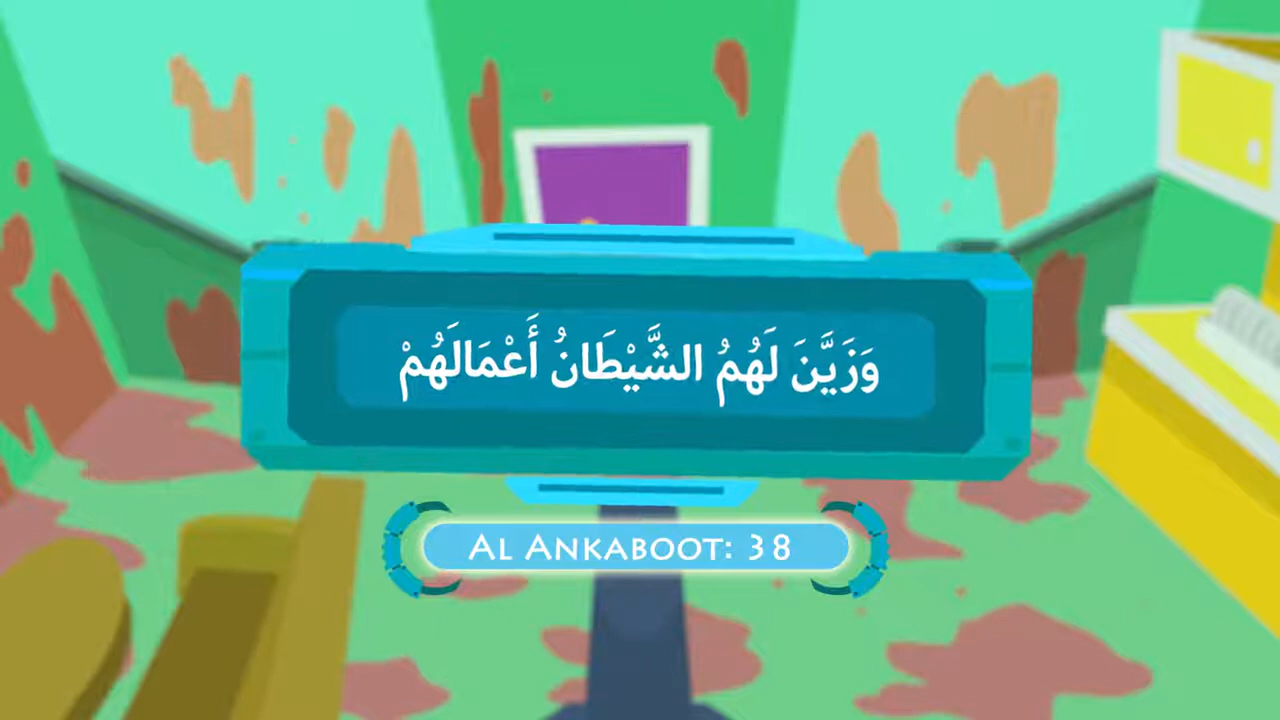 وَزَيَّنَ لَهُمُ الشَّيْطَانُ أَعْمَالَهُمْ
AL ANKABOOT: 38